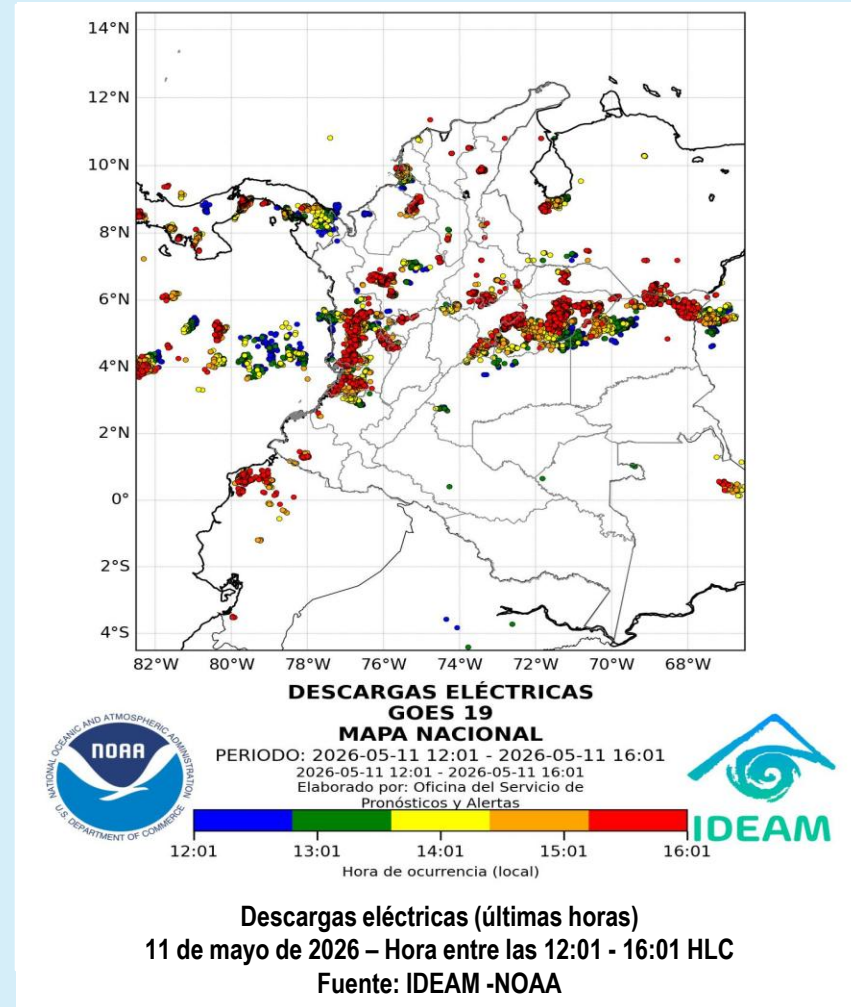 14°N
12°N
10°N
8°N
6°N
4°N
2°N
0°
2°S
4°S
82°W 80°W 78°W 76°W 74°W 72°W 70°W 68°W
DESCARGAS ELÉCTRICAS
GOES 19
MAPA NACIONAL
PERIODO: 2026-05-11 12:01 - 2026-05-11 16:01
2026-05-11 12:01 - 2026-05-11 16:01
Elaborado por: Oficina del Servicio de
Pronósticos y Alertas
NATIONAL OCEANIC AND ATMOSPHERIC ADMINISTRATION
NOAA
U.S. DEPARTMENT OF COMMERCE
IDEAM
12:01 13:01 14:01 15:01 16:01
Hora de ocurrencia (local)
Descargas eléctricas (últimas horas)
11 de mayo de 2026 – Hora entre las 12:01 - 16:01 HLC
Fuente: IDEAM -NOAA